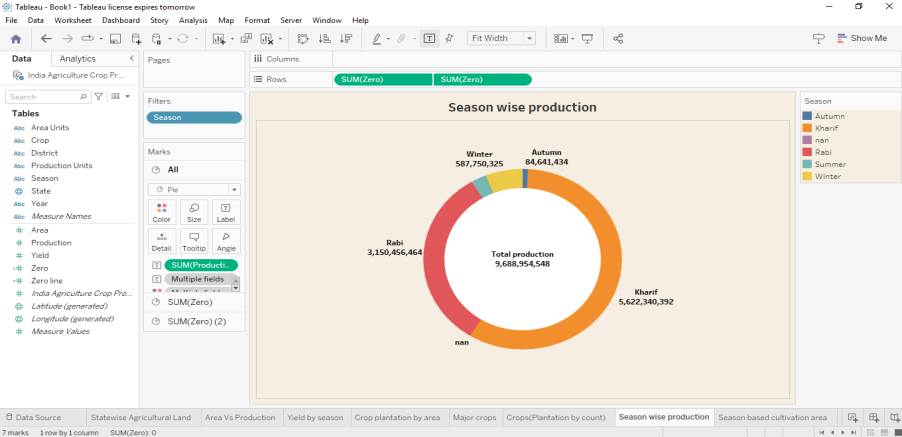 Tableau - Book1 - Tableau license expires tomorrow
File Data Worksheet Dashboard Story Analysis Map Format Server Window Help
Fit Width
Show Me
Data Analytics
India Agriculture Crop Pr...
Search
Tables
Abc Area Units
Abc Crop
Abc District
Abc Production Units
Abc Season
State
Abc Year
Abc Measure Names
# Area
# Production
# Yield
# Zero
# Zero line
# India Agriculture Crop Pro...
Latitude (generated)
Longitude (generated)
# Measure Values
Pages
Filters
Season
Marks
All
Pie
Color Size Label
Detail Tooltip Angle
SUM(Producti..
Multiple fields
SUM(Zero)
SUM(Zero) (2)
Columns
Rows SUM(Zero) SUM(Zero)
Season wise production
Winter
587,750,325
Autumn
84,641,434
Rabi
3,150,456,464
Total production
9,688,954,548
Kharif
5,622,340,392
nan
Season
Autumn
Kharif
nan
Rabi
Summer
Winter
Data Source Statewise Agricultural Land Area Vs Production Yield by season Crop plantation by area Major crops Crops(Plantation by count) Season wise production Season based cultivation area
7 marks 1 row by 1 column SUM(Zero): 0